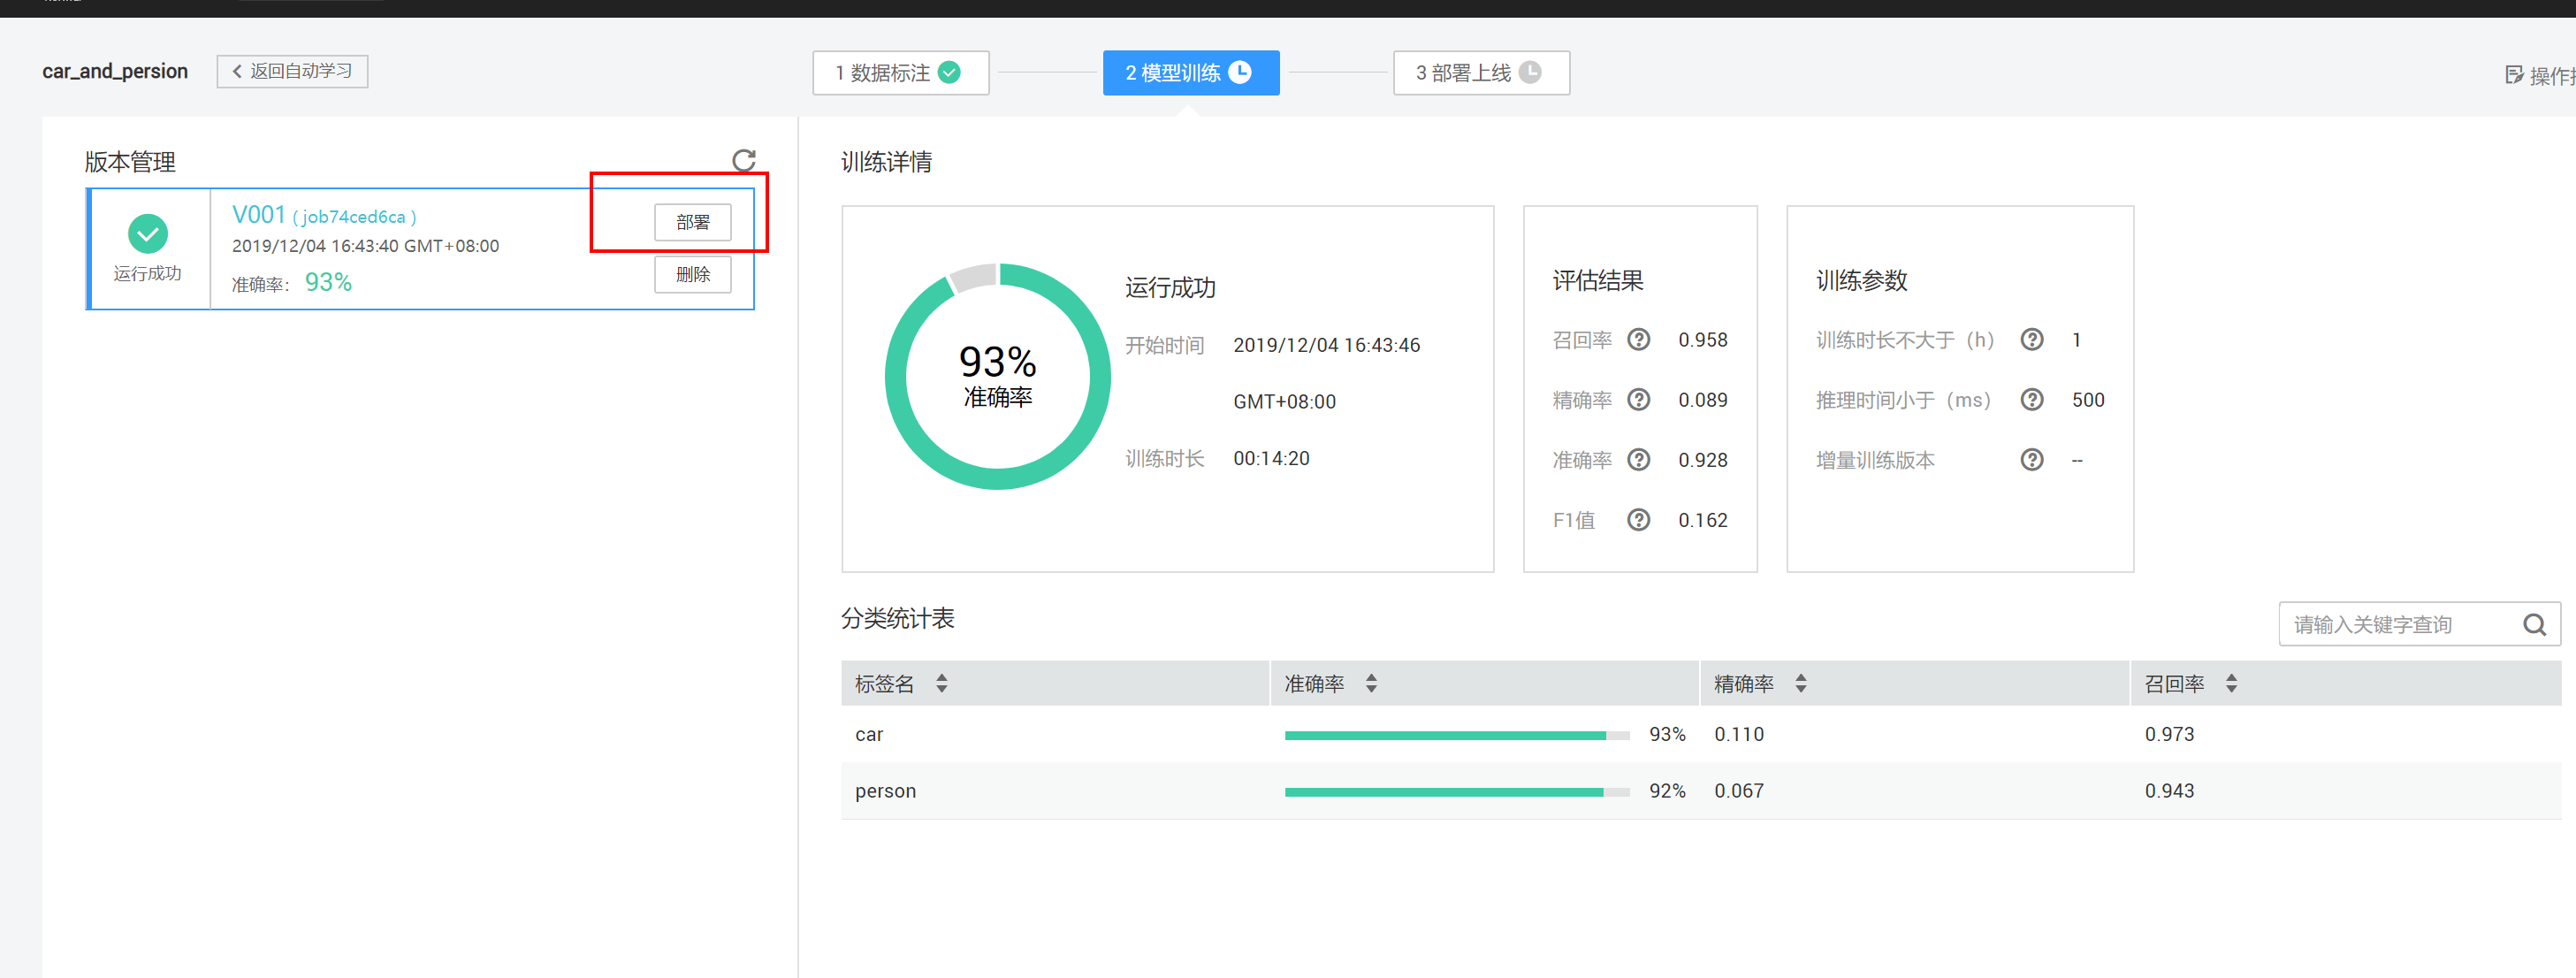 car_and_persion
返回自动学习
1 数据标注
2 模型训练
3 部署上线
操作
版本管理
V001 ( job74ced6ca )
部署
2019/12/04 16:43:40 GMT+08:00
运行成功
准确率： 93%
删除
训练详情
93%
准确率
运行成功
开始时间 2019/12/04 16:43:46
GMT+08:00
训练时长 00:14:20
评估结果
召回率 0.958
精确率 0.089
准确率 0.928
F1值 0.162
训练参数
训练时长不大于（h） 1
推理时间小于（ms） 500
增量训练版本 --
分类统计表
请输入关键字查询
标签名 准确率 精确率 召回率
car 93% 0.110 0.973
person 92% 0.067 0.943